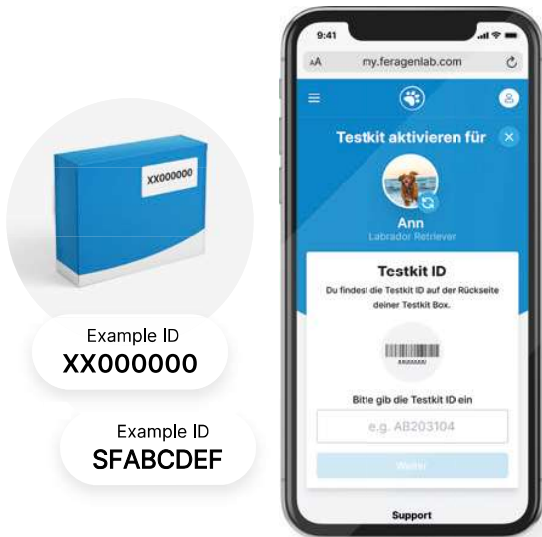 XX000000
Example ID
XX000000
Example ID
SFABCDEF
9:41
AA
my.feragenlab.com
Testkit aktivieren für
Ann
Labrador Retriever
Testkit ID
Du findest die Testkit ID auf der Rückseite
deiner Testkit Box.
Bitte gib die Testkit ID ein
e.g. AB203104
Weiter
Support